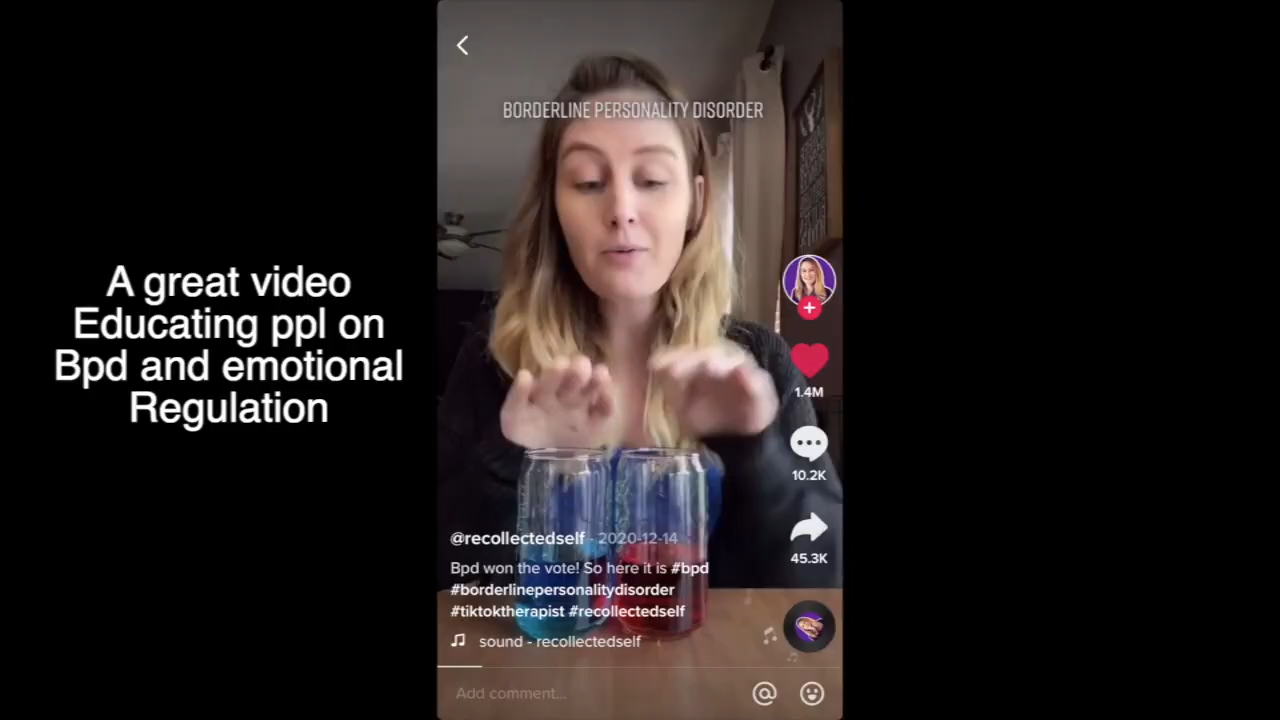 A great video
Educating ppl on
Bpd and emotional
Regulation
BORDERLINE PERSONALITY DISORDER
1.4M
10.2K
45.3K
@recollectedself - 2020-12-14
Bpd won the vote! So here it is #bpd
#borderlinepersonalitydisorder
#tiktoktherapist #recollectedself
sound - recollectedself
Add comment...